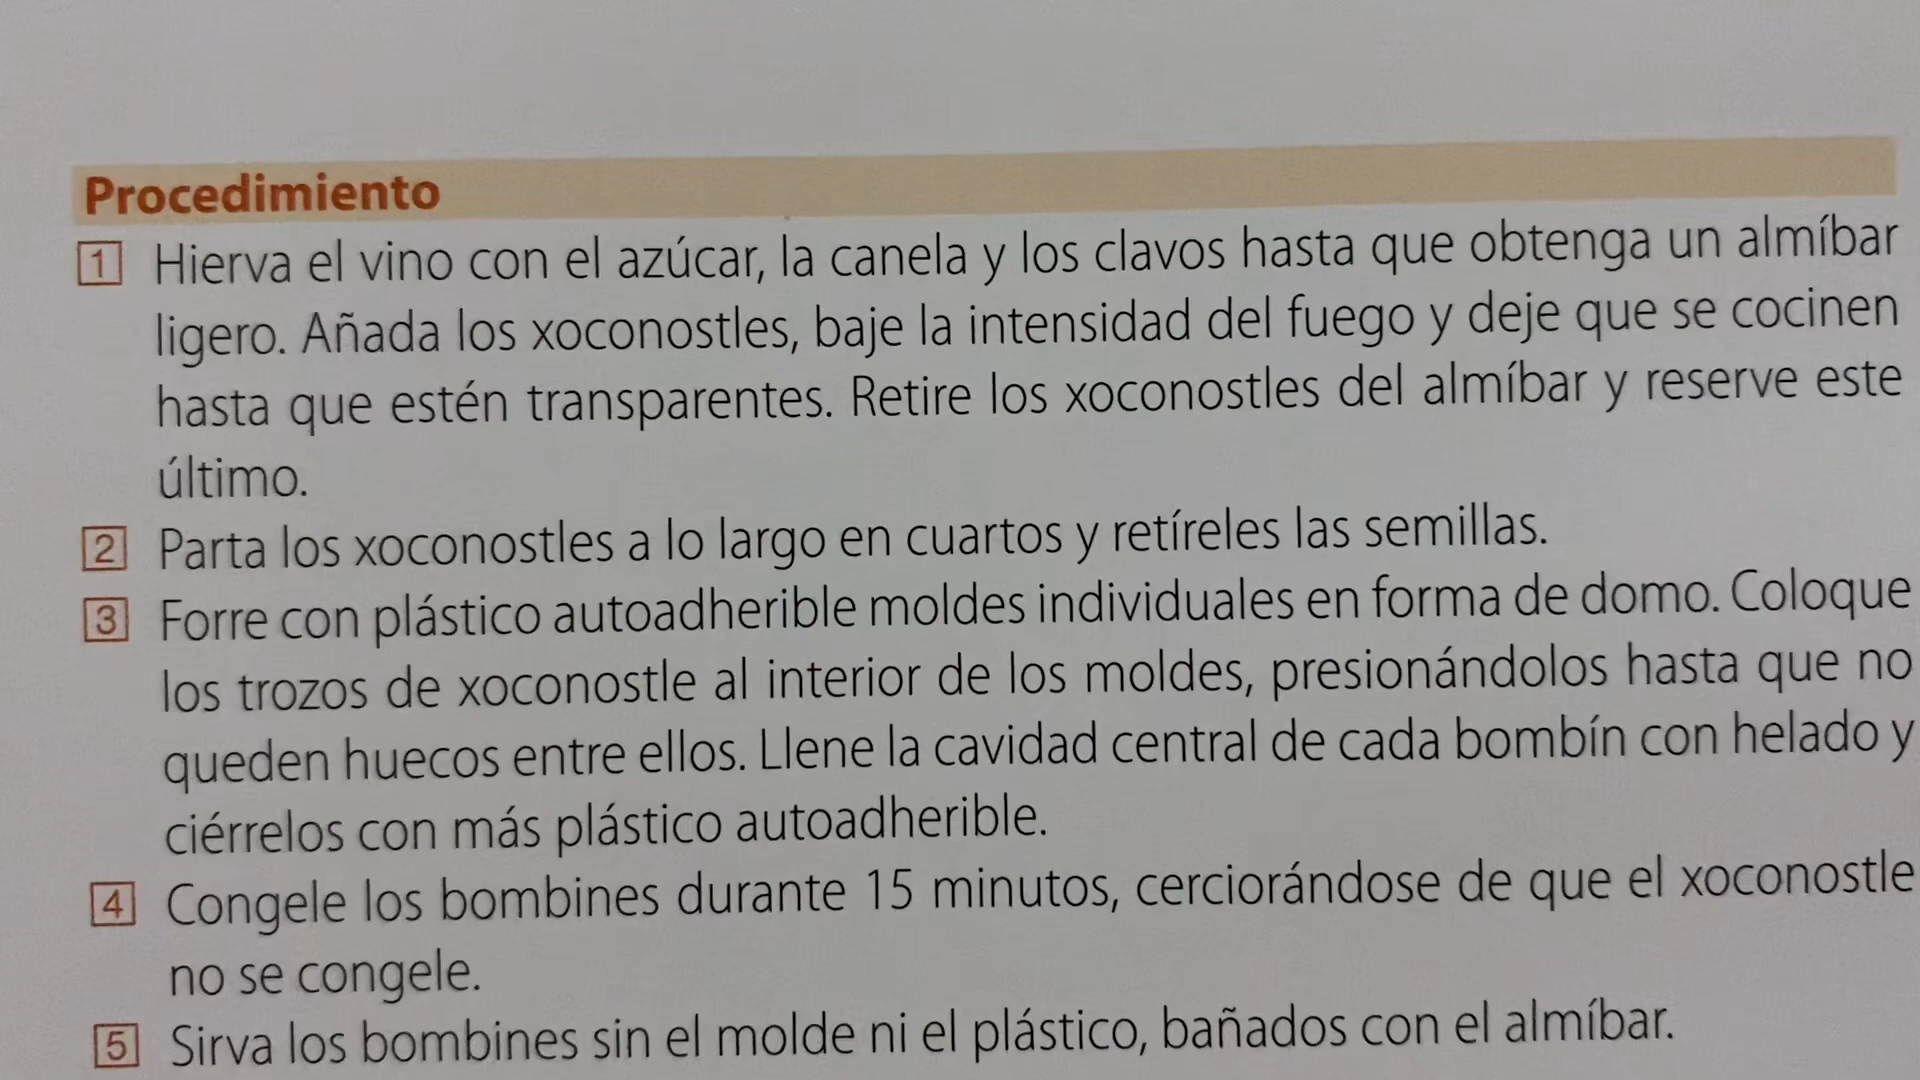 Procedimiento
1 Hierva el vino con el azúcar, la canela y los clavos hasta que obtenga un almíbar
ligero. Añada los xoconostles, baje la intensidad del fuego y deje que se cocinen
hasta que estén transparentes. Retire los xoconostles del almíbar y reserve este
último.
2 Parta los xoconostles a lo largo en cuartos y retíreles las semillas.
3 Forre con plástico autoadherible moldes individuales en forma de domo. Coloque
los trozos de xoconostle al interior de los moldes, presionándolos hasta que no
queden huecos entre ellos. Llene la cavidad central de cada bombín con helado y
ciérrelos con más plástico autoadherible.
4 Congele los bombines durante 15 minutos, cerciorándose de que el xoconostle
no se congele.
5 Sirva los bombines sin el molde ni el plástico, bañados con el almíbar.